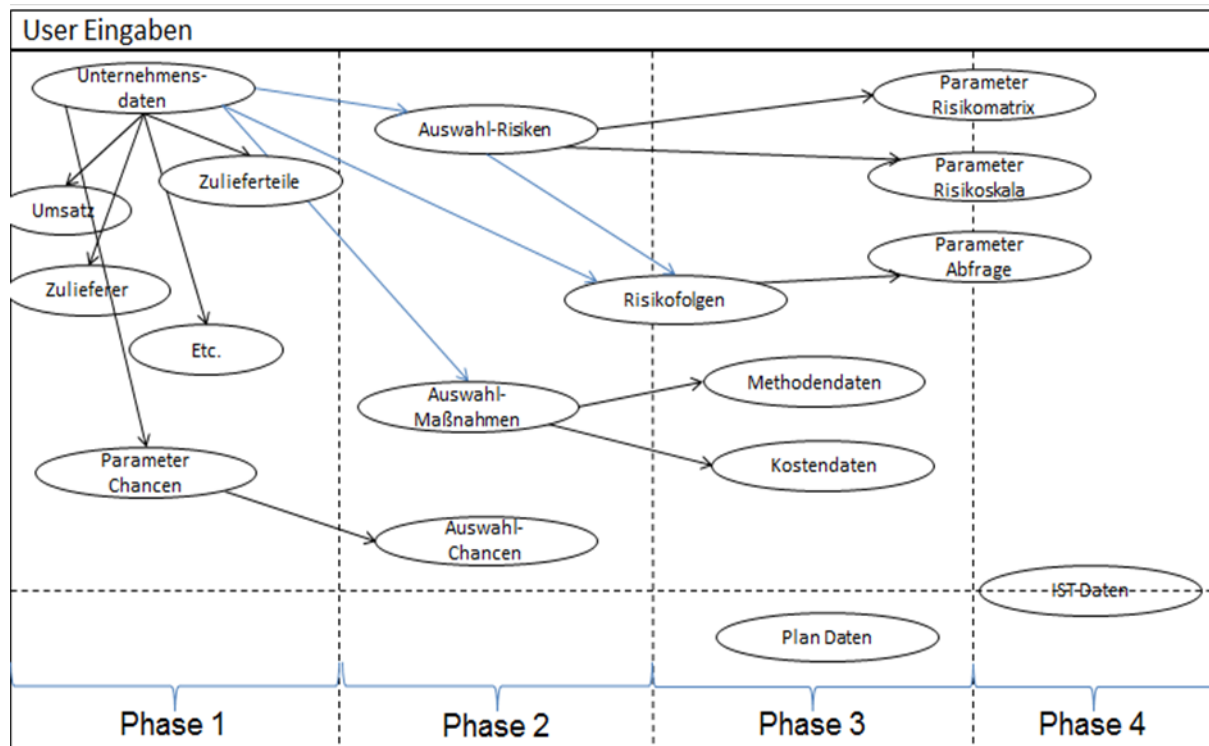 User Eingaben
Unternehmens-
daten
Parameter
Risikomatrix
Auswahl-Risiken
Zulieferteile
Parameter
Risikoskala
Umsatz
Parameter
Abfrage
Zulieferer
Risikofolgen
Etc.
Methodendaten
Auswahl-
Maßnahmen
Parameter
Chancen
Kostendaten
Auswahl-
Chancen
IST Daten
Plan Daten
Phase 1
Phase 2
Phase 3
Phase 4